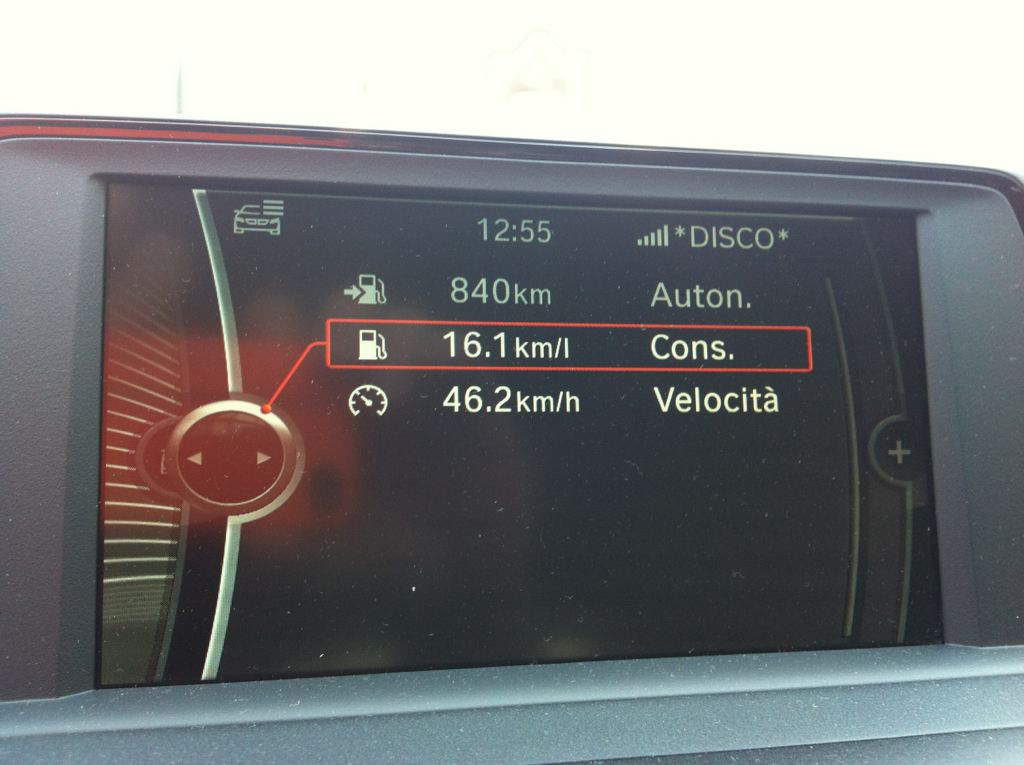 12:55 *DISCO*
840km Auton.
16.1km/l Cons.
46.2km/h Velocità
+